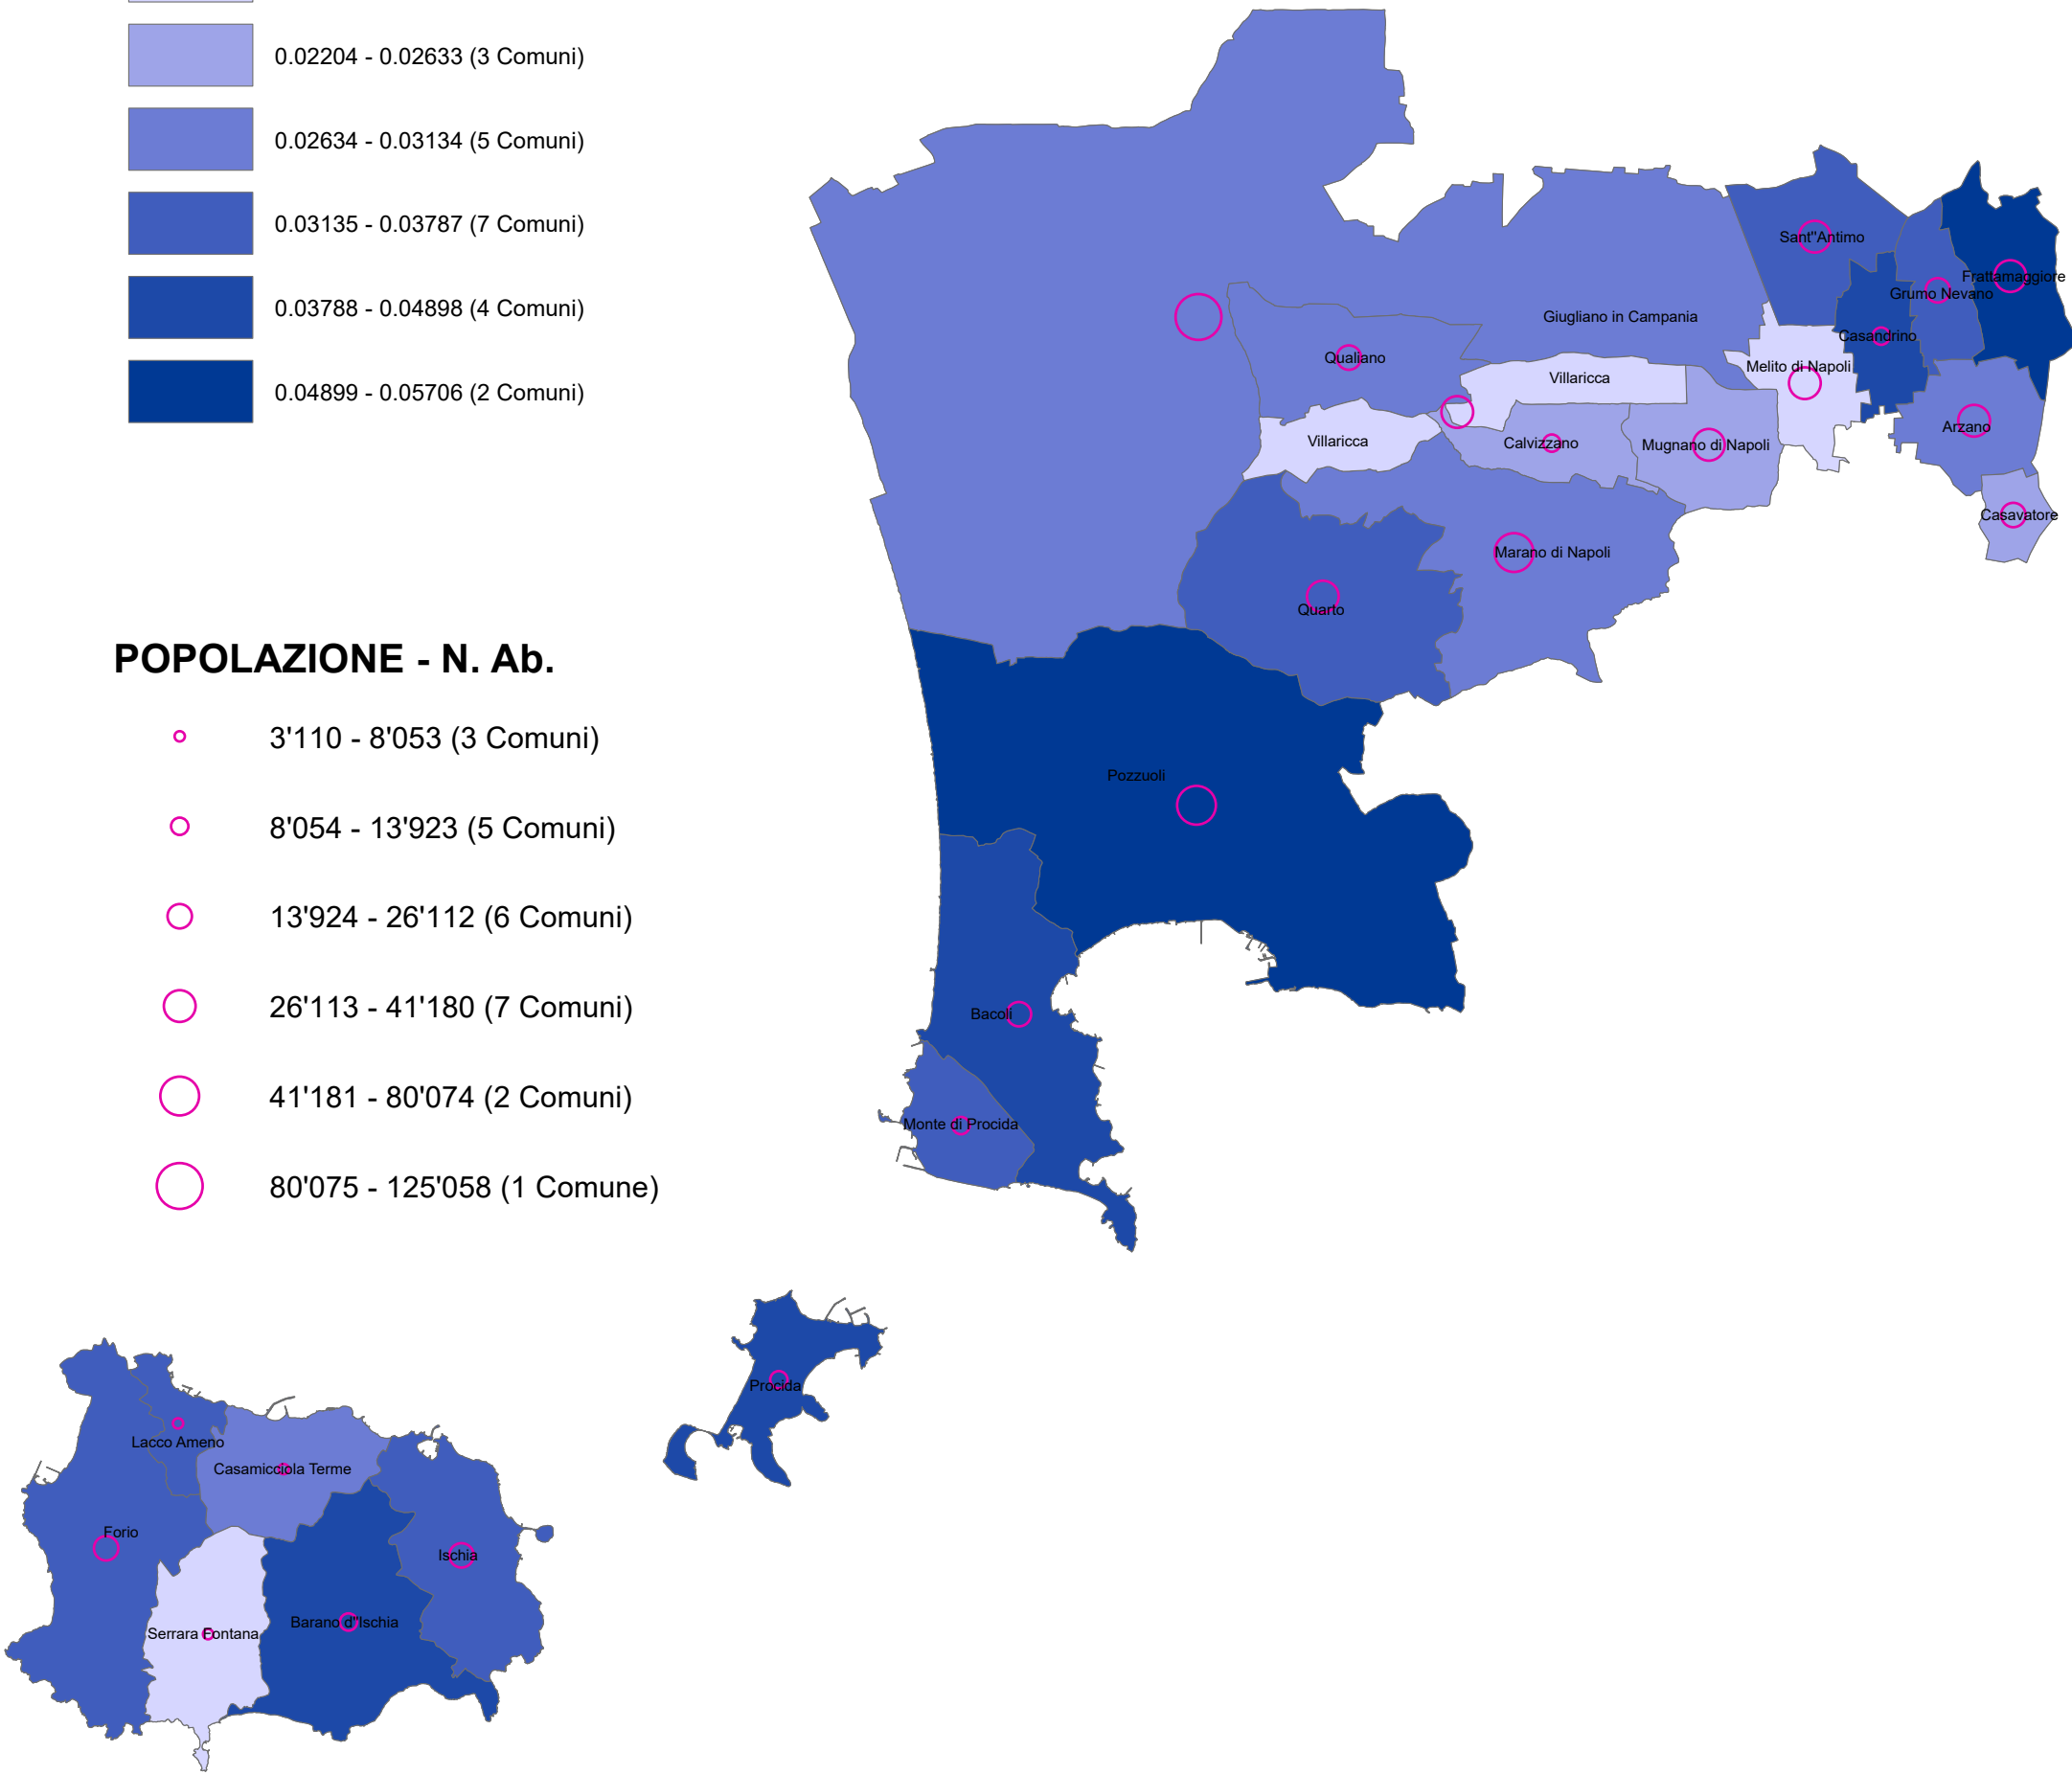 0.02204 - 0.02633 (3 Comuni)
0.02634 - 0.03134 (5 Comuni)
0.03135 - 0.03787 (7 Comuni)
0.03788 - 0.04898 (4 Comuni)
0.04899 - 0.05706 (2 Comuni)
POPOLAZIONE - N. Ab.
3'110 - 8'053 (3 Comuni)
8'054 - 13'923 (5 Comuni)
13'924 - 26'112 (6 Comuni)
26'113 - 41'180 (7 Comuni)
41'181 - 80'074 (2 Comuni)
80'075 - 125'058 (1 Comune)
Sant''Antimo
Frattamaggiore
Grumo Nevano
Giugliano in Campania
Casandrino
Qualiano
Melito di Napoli
Villaricca
Arzano
Villaricca
Calvizzano
Mugnano di Napoli
Casavatore
Marano di Napoli
Quarto
Pozzuoli
Bacoli
Monte di Procida
Procida
Lacco Ameno
Casamicciola Terme
Forio
Ischia
Barano d''Ischia
Serrara Fontana